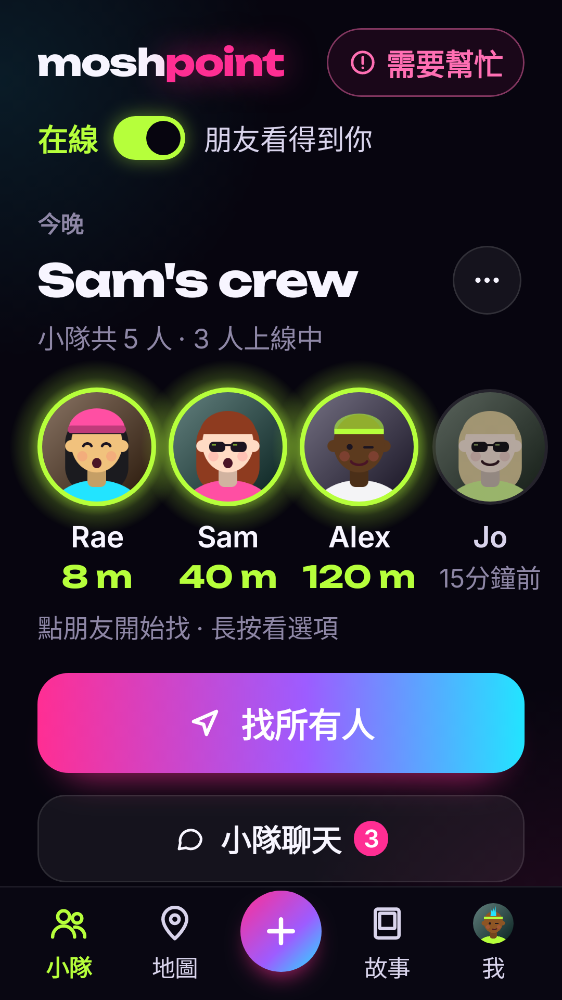 moshpoint
需要幫忙
在線
朋友看得到你
今晚
Sam's crew
小隊共 5 人 · 3 人上線中
Rae
Sam
Alex
Jo
8 m
40 m
120 m
15分鐘前
點朋友開始找 · 長按看選項
找所有人
小隊聊天 3
小隊
地圖
故事
我